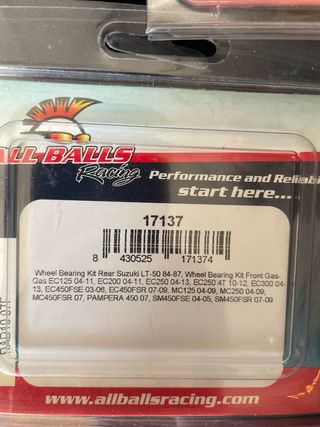 ALL BALLS
Racing
Performance and Reliabi
start here...
17137
8 430525 171374
Wheel Bearing Kit Rear Suzuki LT-50 84-87, Wheel Bearing Kit Front Gas-
Gas EC125 04-11, EC200 04-11, EC250 04-13, EC250 4T 10-12, EC300 04-
13, EC450FSE 03-06, EC450FSR 07-09, MC125 04-09, MC250 04-09,
MC450FSR 07, PAMPERA 450 07, SM450FSE 04-05, SM450FSR 07-09
www.allballsracing.com